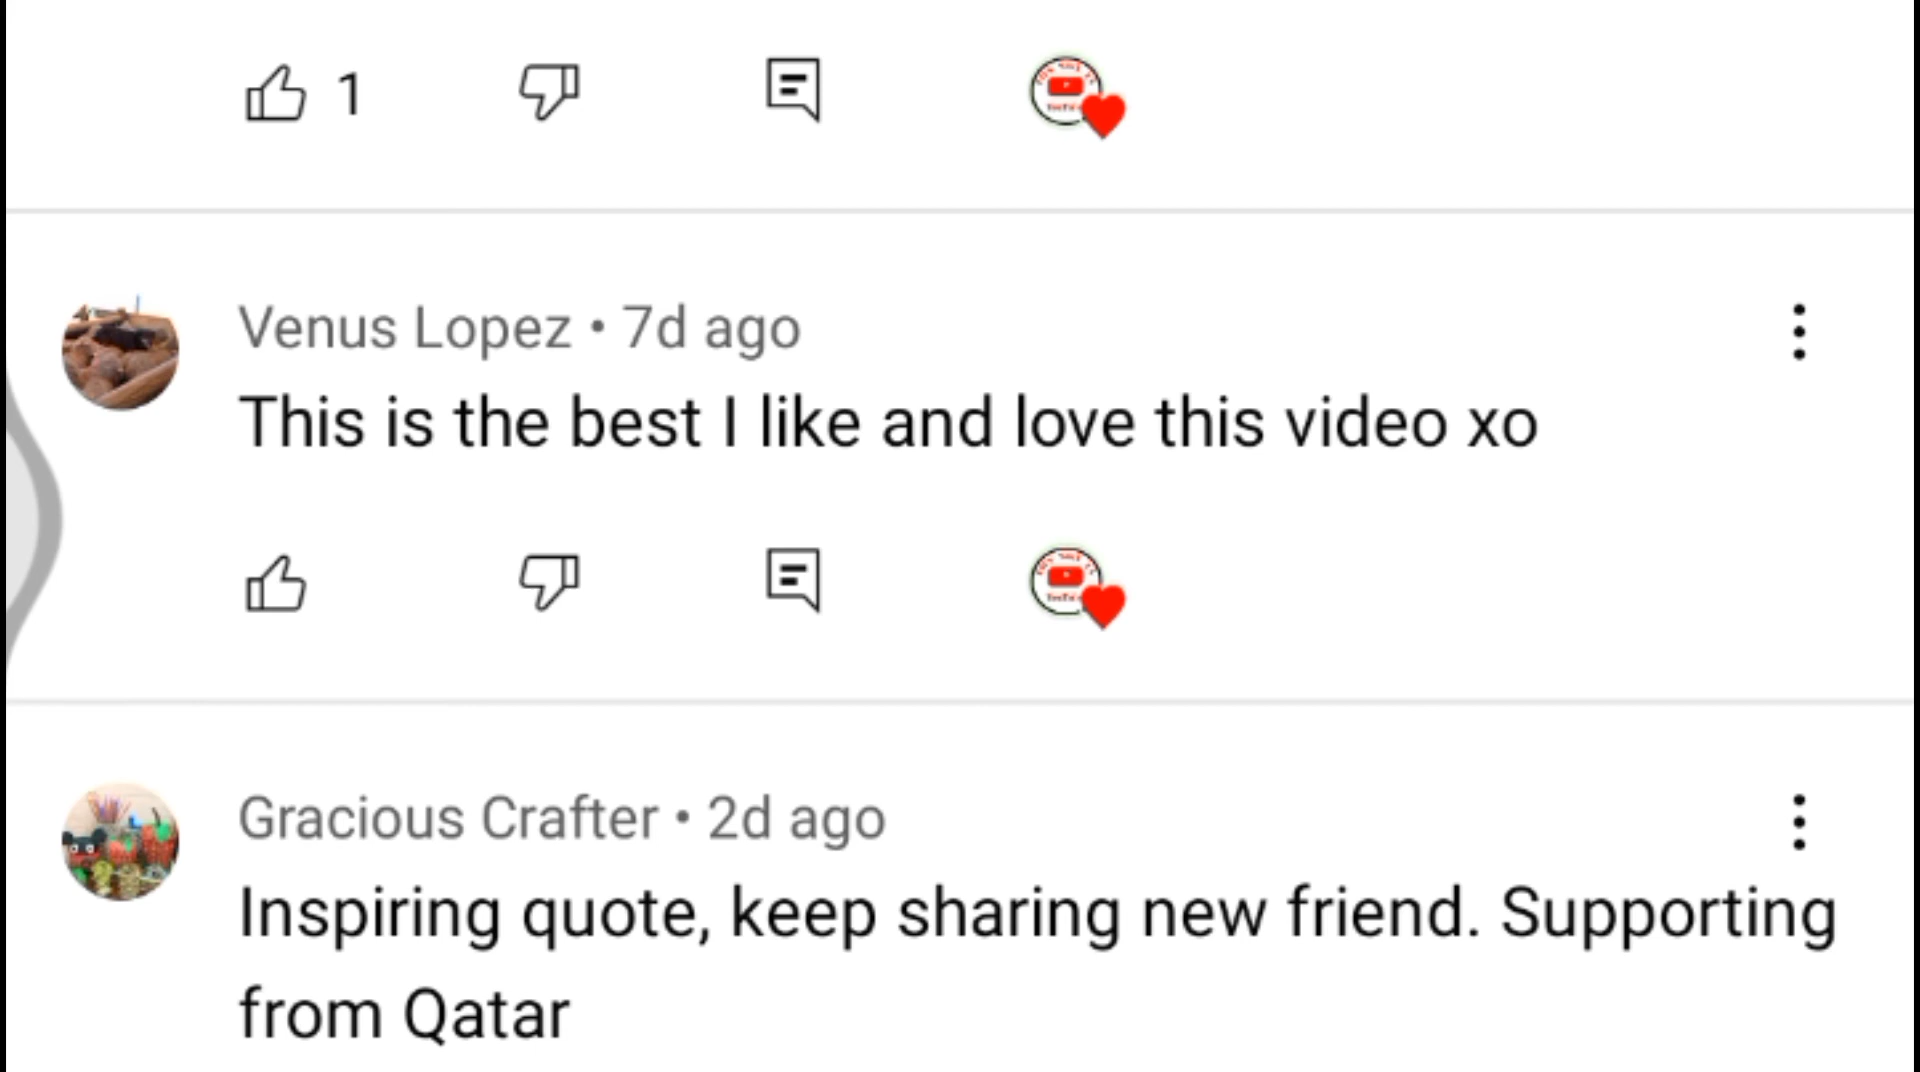 1
Venus Lopez • 7d ago
This is the best I like and love this video xo
Gracious Crafter • 2d ago
Inspiring quote, keep sharing new friend. Supporting
from Qatar